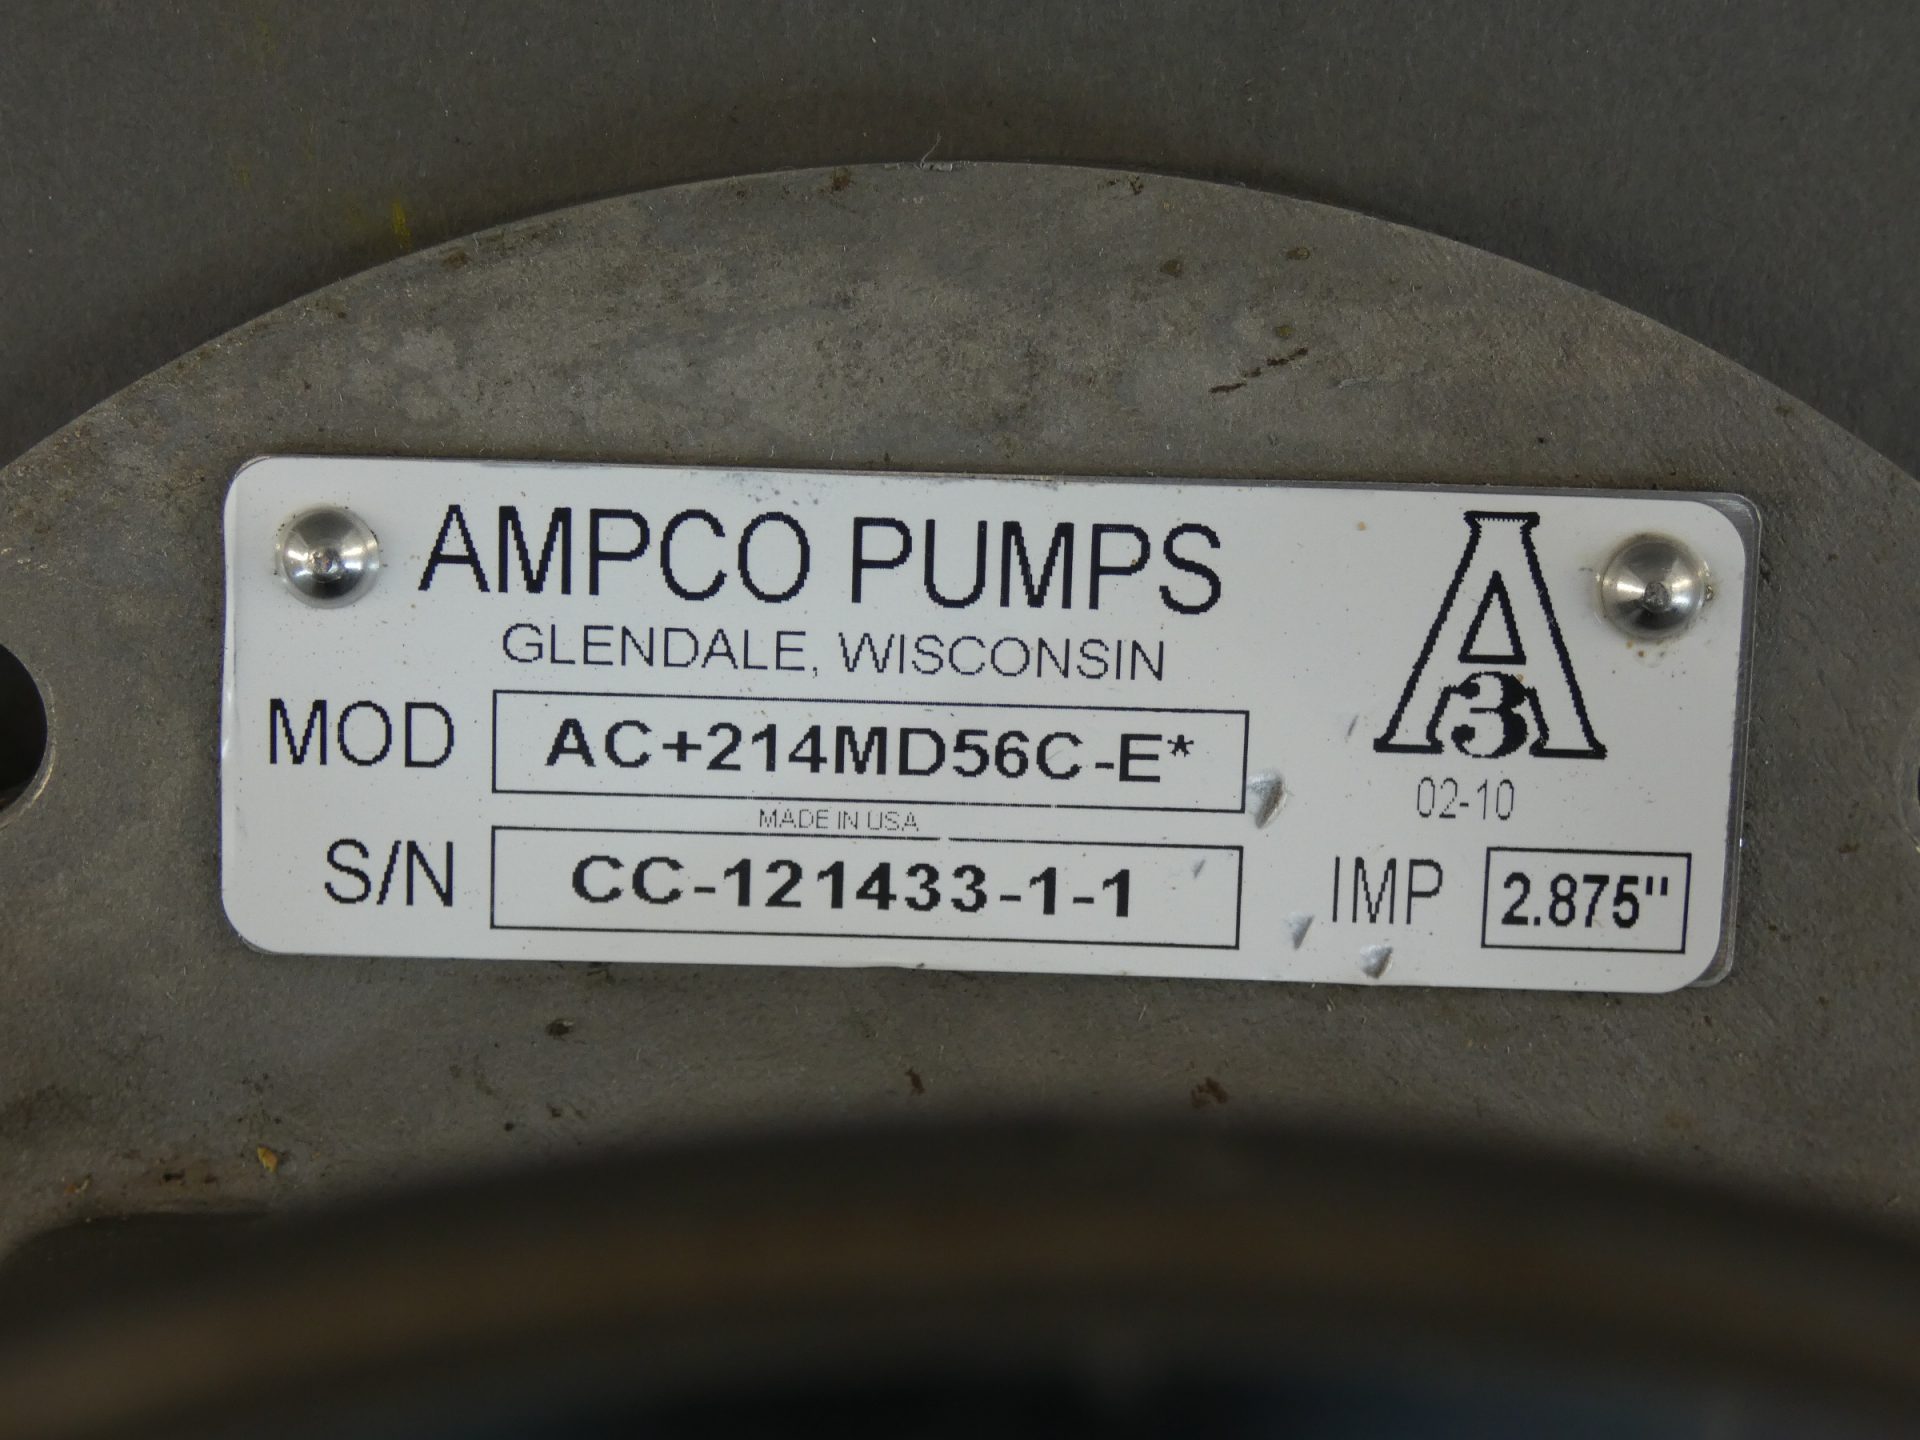 AMPCO PUMPS
GLENDALE, WISCONSIN
MOD AC+214MD56C-E*
MADE IN USA
S/N CC-121433-1-1
A
3
02-10
IMP 2.875"